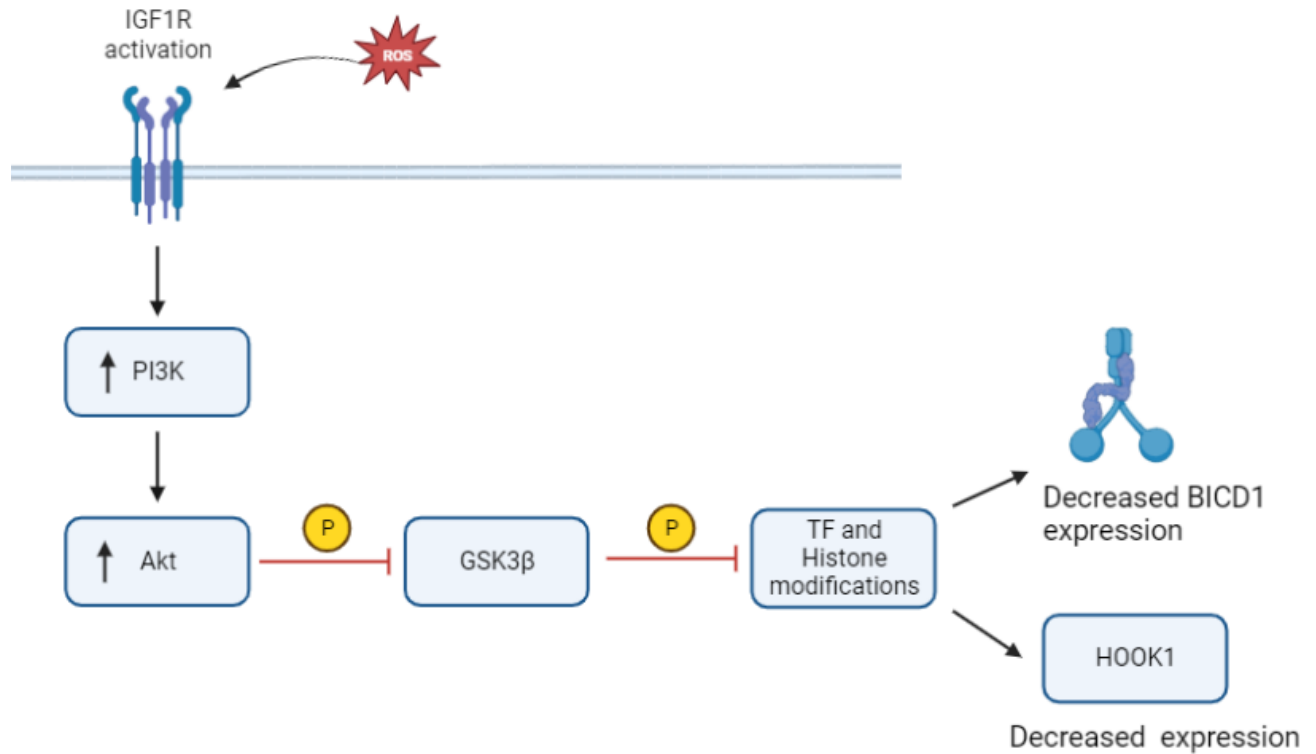 IGF1R
activation
ROS
PI3K
Akt
P
GSK3β
P
TF and
Histone
modifications
Decreased BICD1
expression
HOOK1
Decreased expression